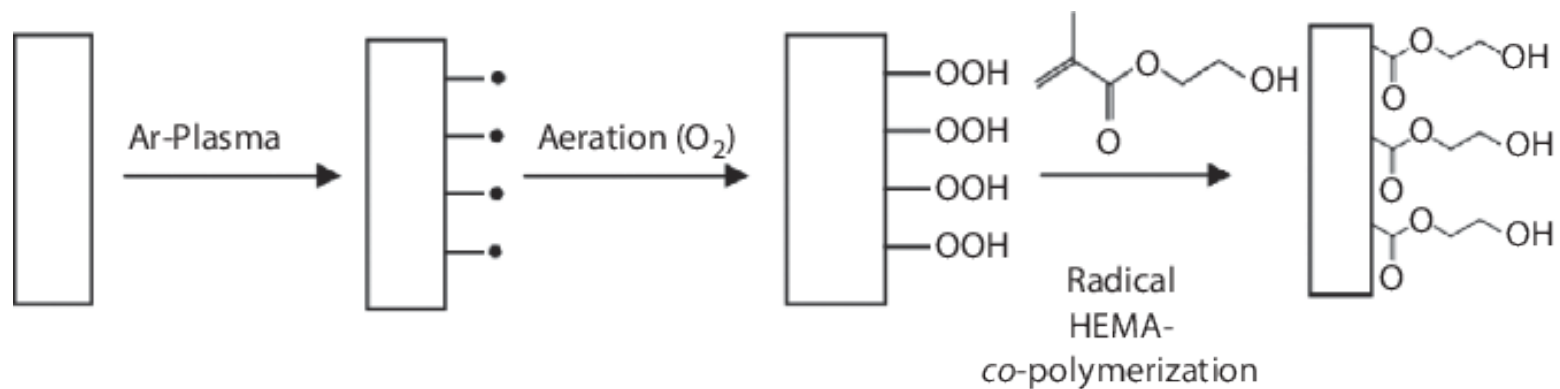 Ar-Plasma
Aeration (O₂)
OOH
OOH
OOH
OOH
O
OH
O
Radical
HEMA-
co-polymerization
O
OH
O
O
OH
O
O
OH
O